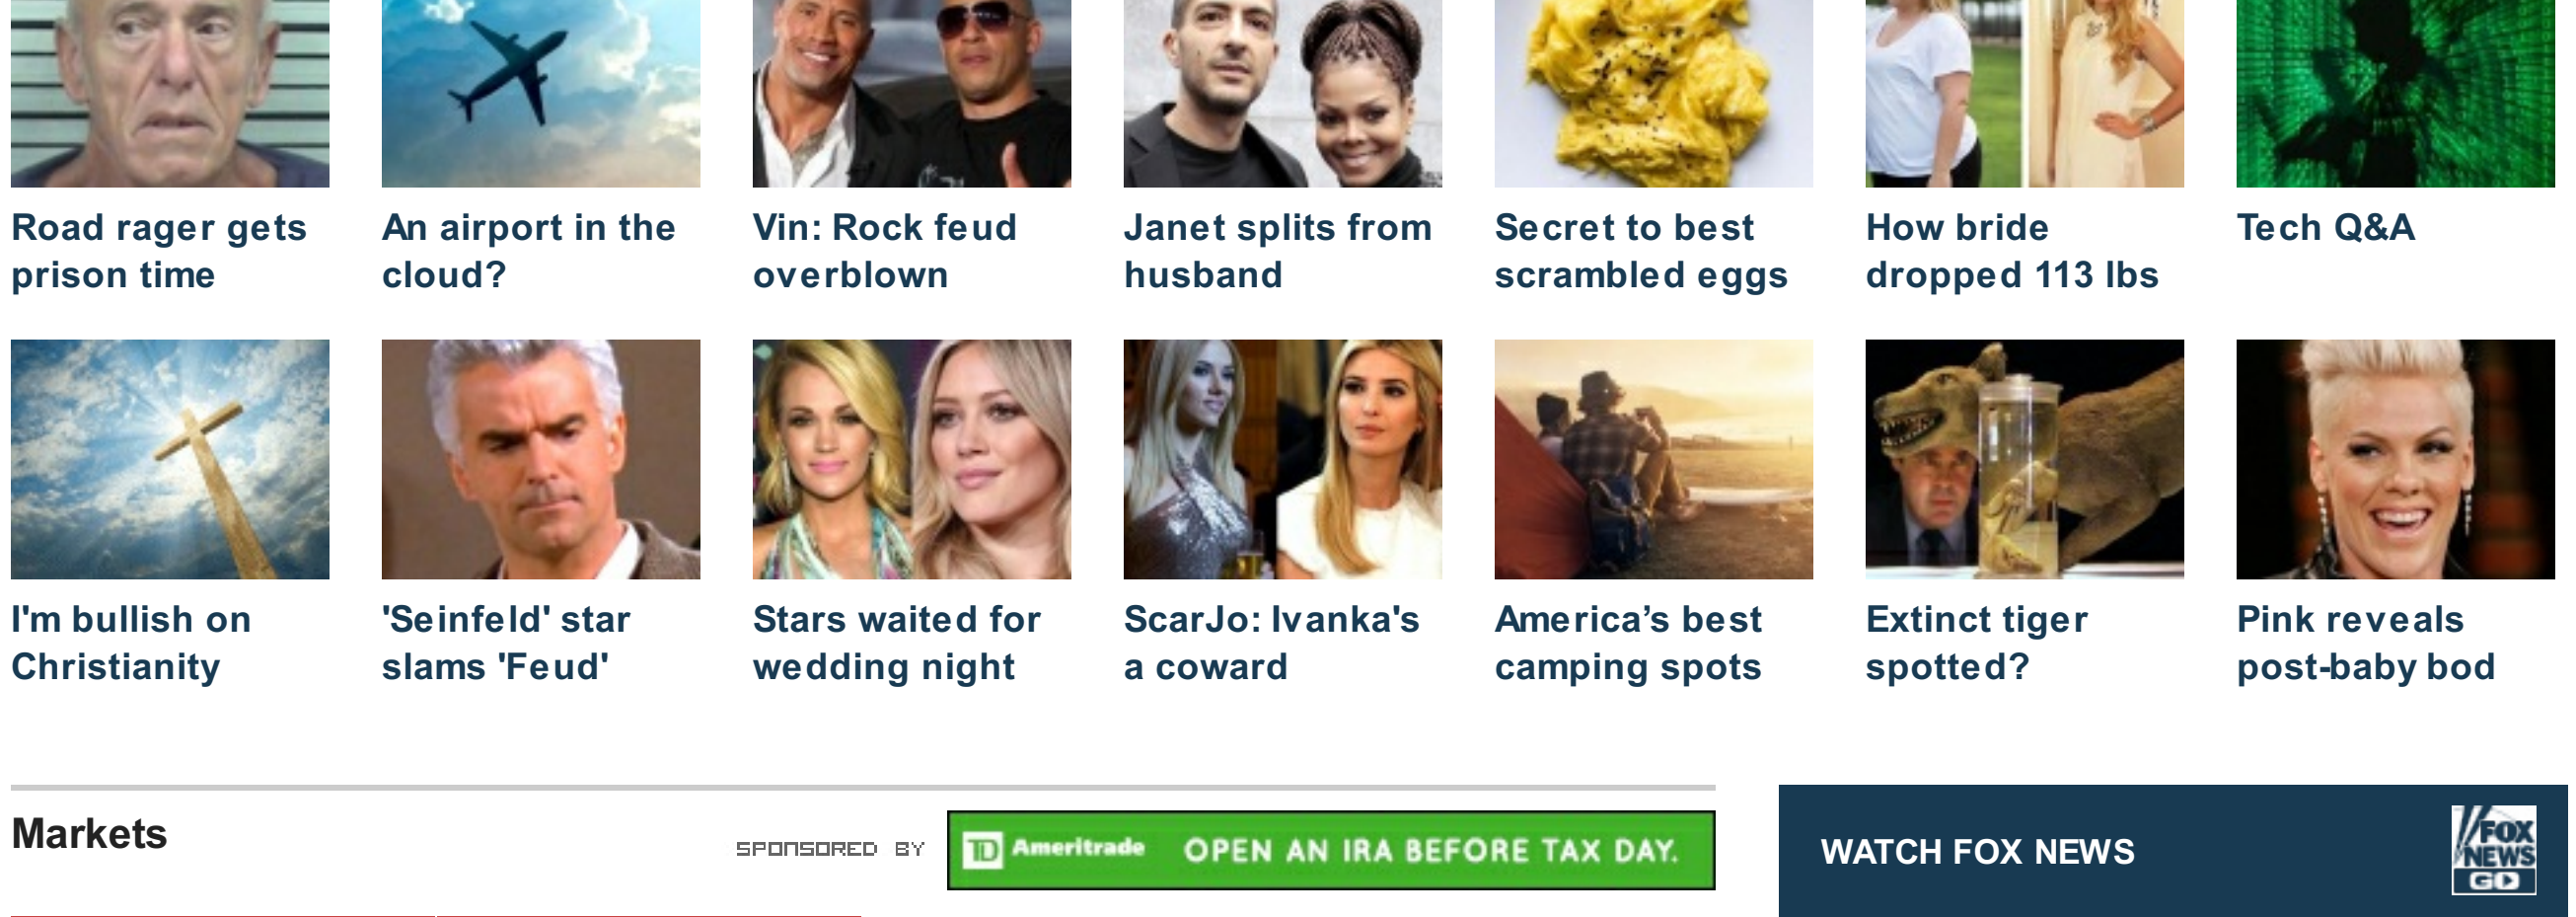 Road rager gets
prison time
An airport in the
cloud?
Vin: Rock feud
overblown
Janet splits from
husband
Secret to best
scrambled eggs
How bride
dropped 113 lbs
Tech Q&A
I'm bullish on
Christianity
'Seinfeld' star
slams 'Feud'
Stars waited for
wedding night
ScarJo: Ivanka's
a coward
America’s best
camping spots
Extinct tiger
spotted?
Pink reveals
post-baby bod
Markets
SPONSORED BY
TD Ameritrade OPEN AN IRA BEFORE TAX DAY.
WATCH FOX NEWS
FOX
NEWS
GO